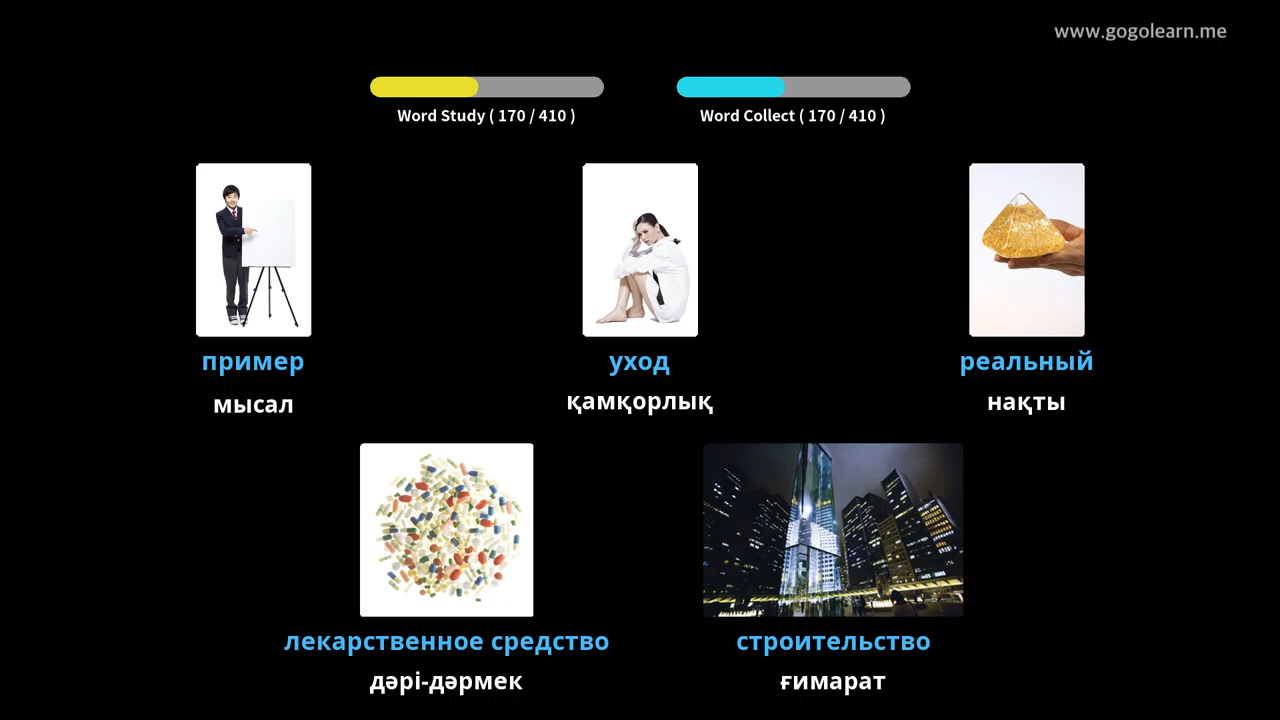 www.gogolearn.me
Word Study ( 170 / 410 )
Word Collect ( 170 / 410 )
пример
мысал
уход
қамқорлық
реальный
нақты
лекарственное средство
дәрі-дәрмек
строительство
ғимарат